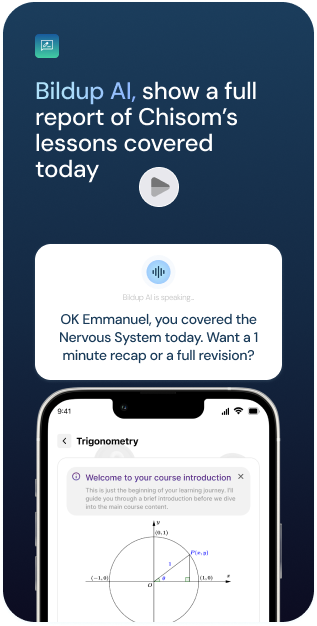 Bildup AI, show a full
report of Chisom's
lessons covered
today
Bildup AI is speaking...
OK Emmanuel, you covered the
Nervous System today. Want a 1
minute recap or a full revision?
9:41
Trigonometry
Welcome to your course introduction
This is just the beginning of your learning journey. I'll
guide you through a brief introduction before we dive
into the main course content.
y
(0,1)
P(x,y)
1
(−1,0)
θ
(1,0)
x
O